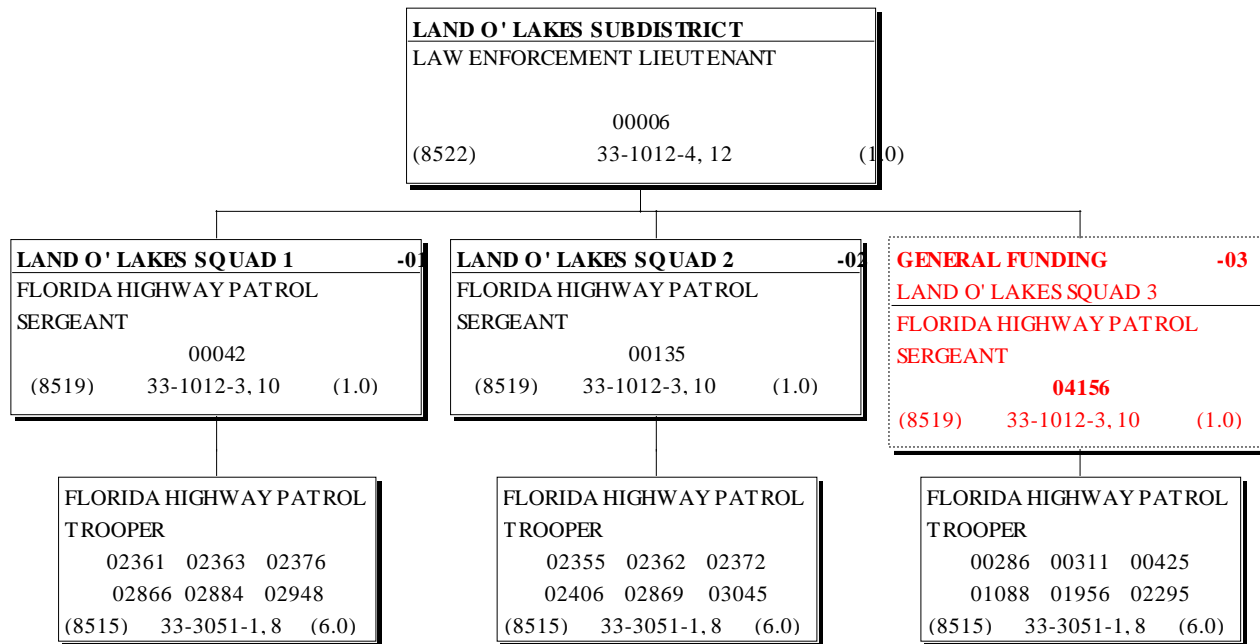 LAND O' LAKES SUBDISTRICT
LAW ENFORCEMENT LIEUTENANT
00006
(8522) 33-1012-4, 12 (1.0)
LAND O' LAKES SQUAD 1 -01
FLORIDA HIGHWAY PATROL
SERGEANT
00042
(8519) 33-1012-3, 10 (1.0)
LAND O' LAKES SQUAD 2 -02
FLORIDA HIGHWAY PATROL
SERGEANT
00135
(8519) 33-1012-3, 10 (1.0)
GENERAL FUNDING -03
LAND O' LAKES SQUAD 3
FLORIDA HIGHWAY PATROL
SERGEANT
04156
(8519) 33-1012-3, 10 (1.0)
FLORIDA HIGHWAY PATROL
TROOPER
02361 02363 02376
02866 02884 02948
(8515) 33-3051-1, 8 (6.0)
FLORIDA HIGHWAY PATROL
TROOPER
02355 02362 02372
02406 02869 03045
(8515) 33-3051-1, 8 (6.0)
FLORIDA HIGHWAY PATROL
TROOPER
00286 00311 00425
01088 01956 02295
(8515) 33-3051-1, 8 (6.0)